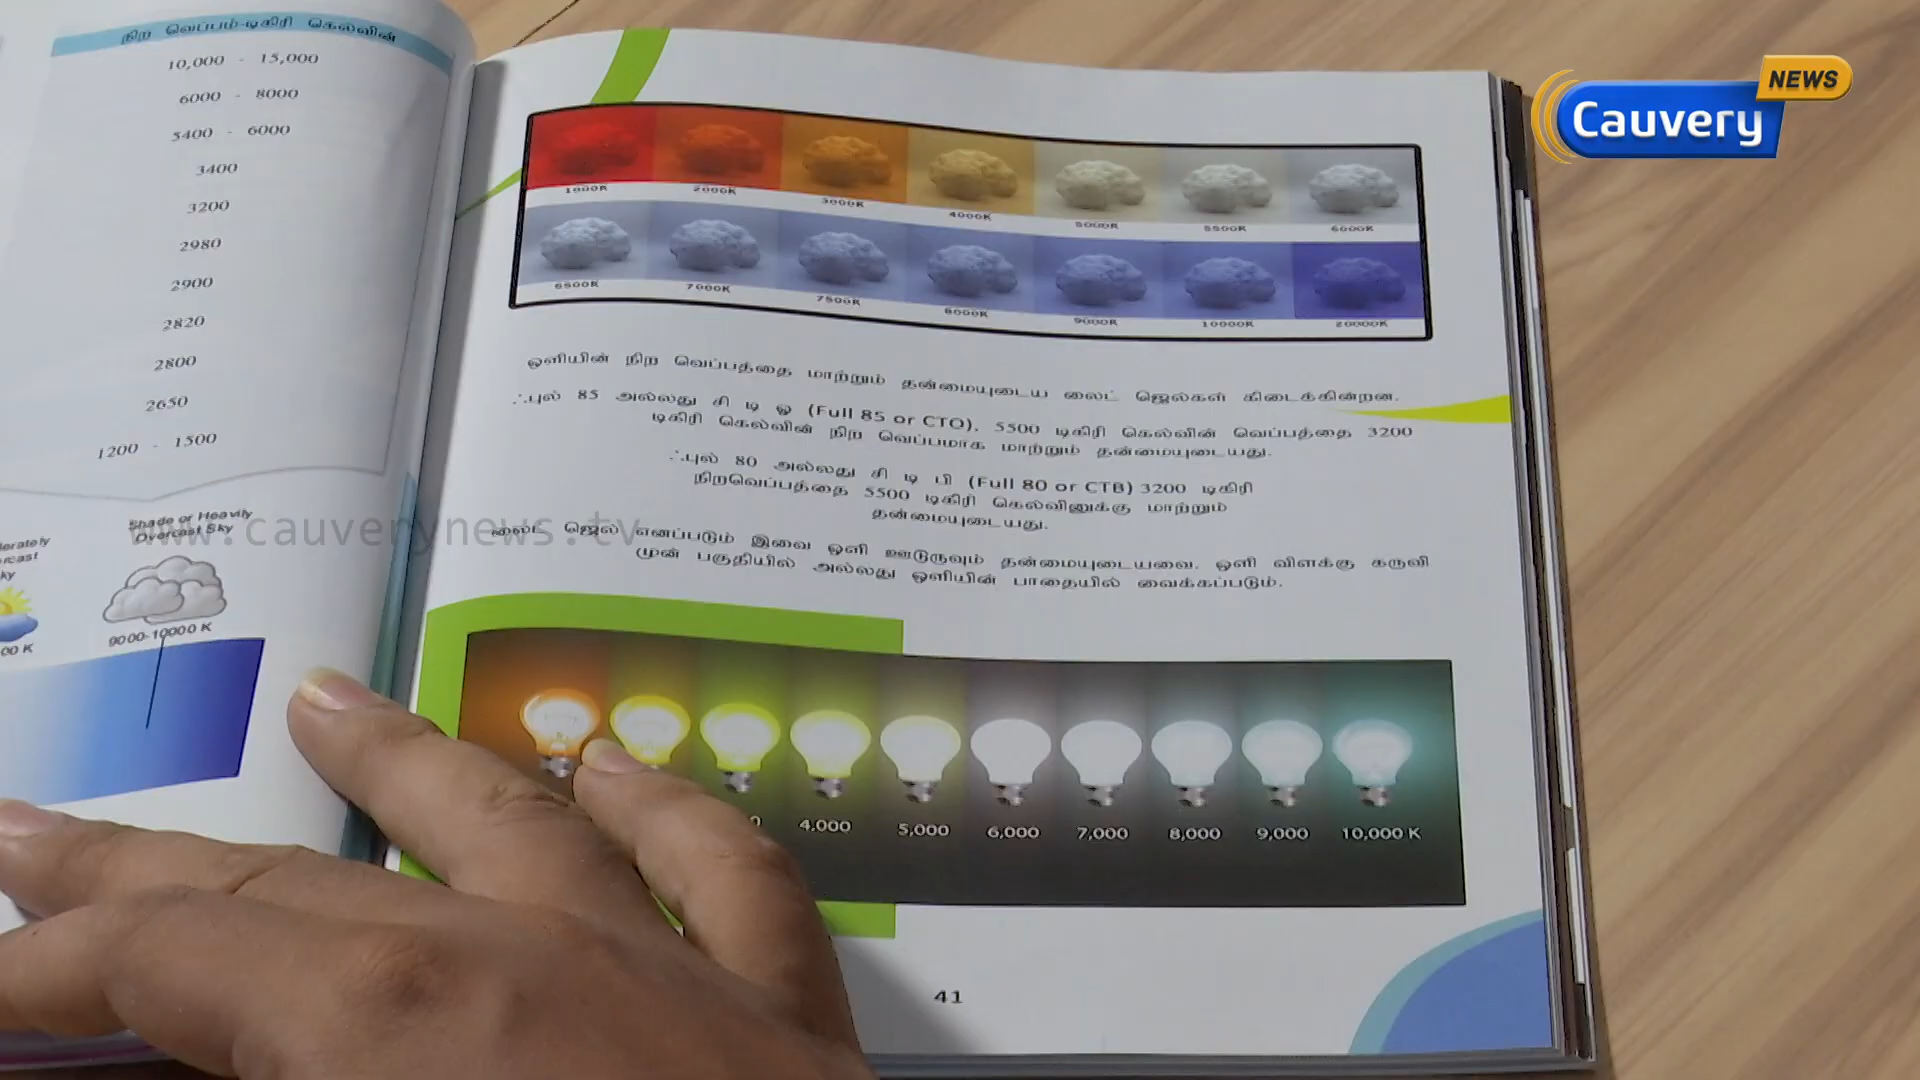 நிற வெப்பம்-டிகிரி கெல்வின்
10,000 - 15,000
6000 - 8000
5400 - 6000
3400
3200
2980
2900
2820
2800
2650
1200 - 1500
Shade or Heavily
Overcast Sky
9000-10000 K
00 K
NEWS
Cauvery
1000K 2000K 3000K 4000K 5000K 5500K 6000K
6500K 7000K 7500K 8000K 9000K 10000K 20000K
ஒளியின் நிற வெப்பத்தை மாற்றும் தன்மையுடைய லைட் ஜெல்கள் கிடைக்கின்றன.
ஃபுல் 85 அல்லது சி டி ஓ (Full 85 or CTO), 5500 டிகிரி கெல்வின் வெப்பத்தை 3200
டிகிரி கெல்வின் நிற வெப்பமாக மாற்றும் தன்மையுடையது.
ஃபுல் 80 அல்லது சி டி பி (Full 80 or CTB) 3200 டிகிரி
நிறவெப்பத்தை 5500 டிகிரி கெல்வினுக்கு மாற்றும்
தன்மையுடையது.
லைட் ஜெல் எனப்படும் இவை ஒளி ஊடுருவும் தன்மையுடையவை. ஒளி விளக்கு கருவி
முன் பகுதியில் அல்லது ஒளியின் பாதையில் வைக்கப்படும்.
www.cauverynews.tv
4,000 5,000 6,000 7,000 8,000 9,000 10,000 K
41